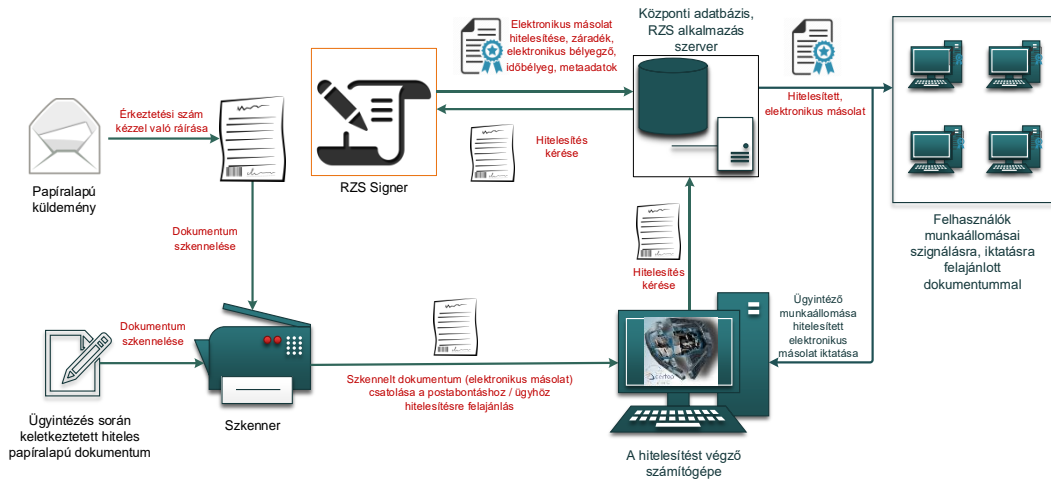 Elektronikus másolat
hitelesítése, záradék,
elektronikus bélyegző,
időbélyeg, metaadatok
Központi adatbázis,
RZS alkalmazás
szerver
Érkeztetési szám
kézzel való ráírása
Papíralapú
küldemény
RZS Signer
Hitelesítés
kérése
Hitelesített,
elektronikus másolat
Felhasználók
munkaállomásai
szignálásra, iktatásra
felajánlott
dokumentummal
Dokumentum
szkennelése
Hitelesítés
kérése
Ügyintéző
munkaállomása
hitelesített
elektronikus
másolat iktatása
Dokumentum
szkennelése
Szkennelt dokumentum (elektronikus másolat)
csatolása a postabontáshoz / ügyhöz
hitelesítésre felajánlás
Ügyintézés során
keletkeztetett hiteles
papíralapú dokumentum
Szkenner
A hitelesítést végző
számítógépe